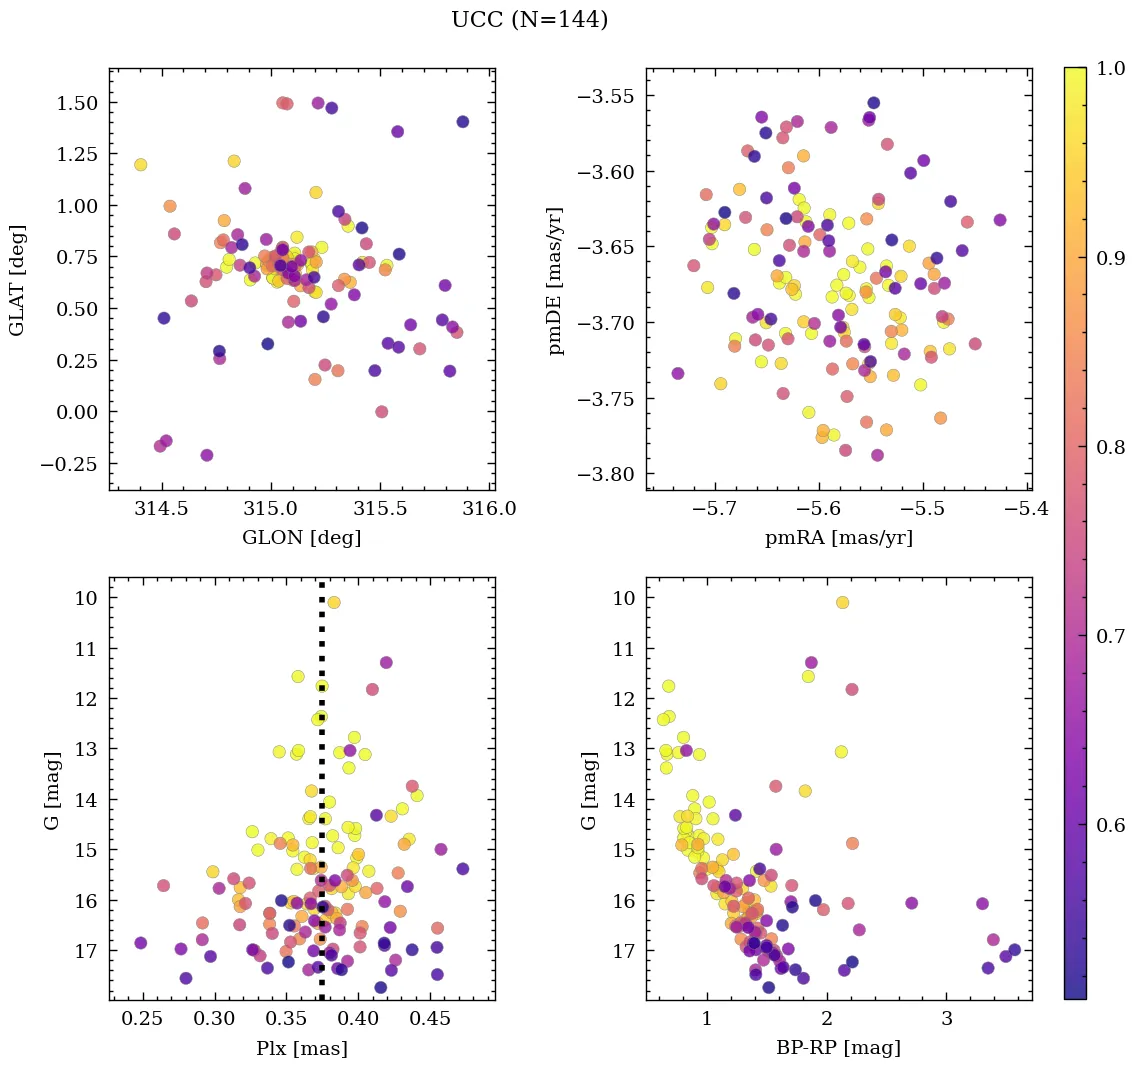 UCC (N=144)
1.50
1.25
1.00
0.75
0.50
0.25
0.00
−0.25
GLAT [deg]
314.5 315.0 315.5 316.0
GLON [deg]
−3.55
−3.60
−3.65
−3.70
−3.75
−3.80
pmDE [mas/yr]
−5.7 −5.6 −5.5 −5.4
pmRA [mas/yr]
10
11
12
13
14
15
16
17
G [mag]
0.25 0.30 0.35 0.40 0.45
Plx [mas]
10
11
12
13
14
15
16
17
G [mag]
1 2 3
BP-RP [mag]
1.0
0.9
0.8
0.7
0.6